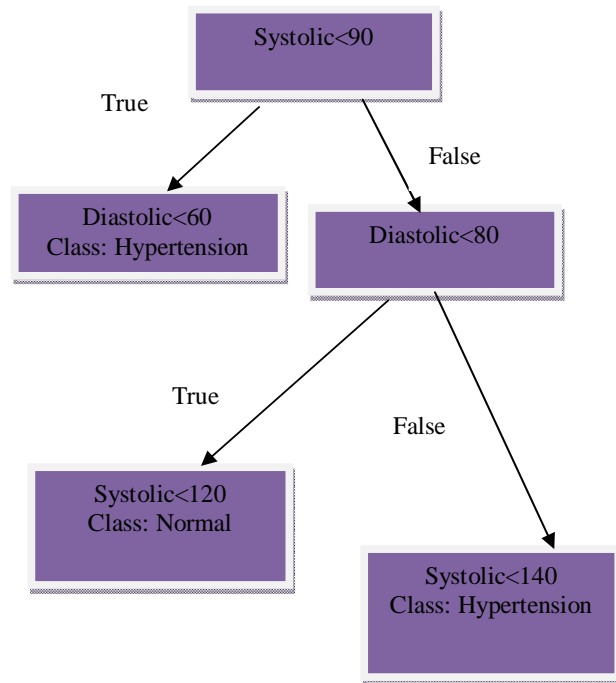 Systolic<90
True
False
Diastolic<60
Class: Hypertension
Diastolic<80
True
False
Systolic<120
Class: Normal
Systolic<140
Class: Hypertension